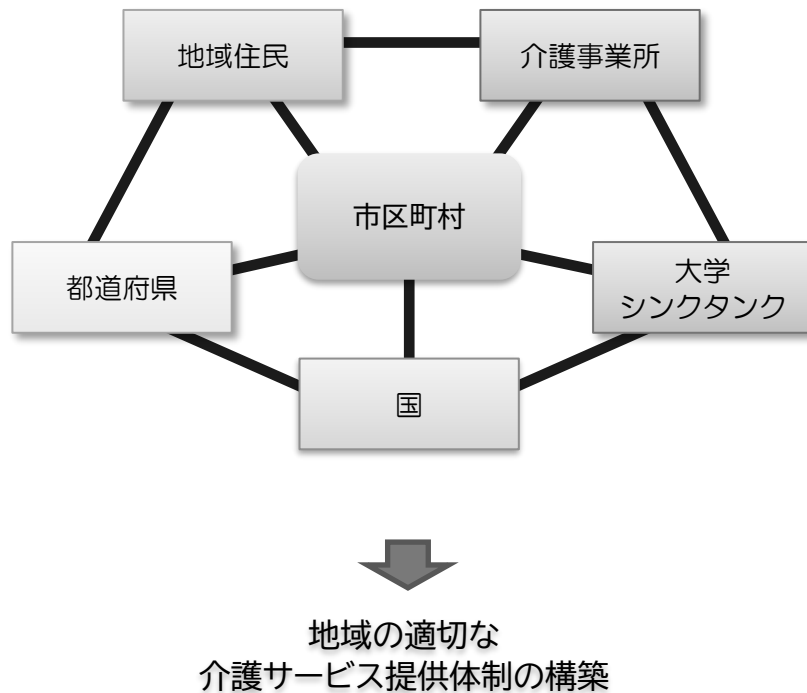 地域住民
介護事業所
市区町村
都道府県
大学
シンクタンク
国
地域の適切な
介護サービス提供体制の構築